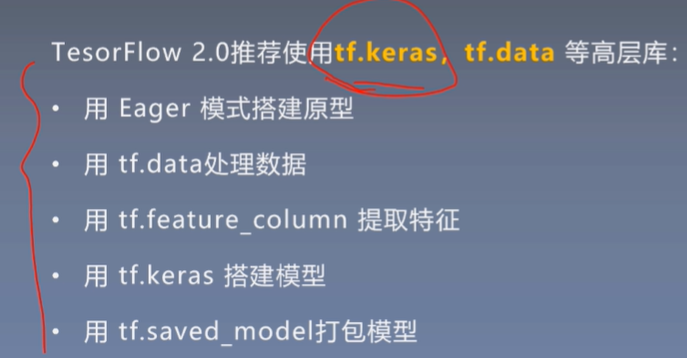 TesorFlow 2.0推荐使用tf.keras，tf.data 等高层库：
• 用 Eager 模式搭建原型
• 用 tf.data处理数据
• 用 tf.feature_column 提取特征
• 用 tf.keras 搭建模型
• 用 tf.saved_model打包模型